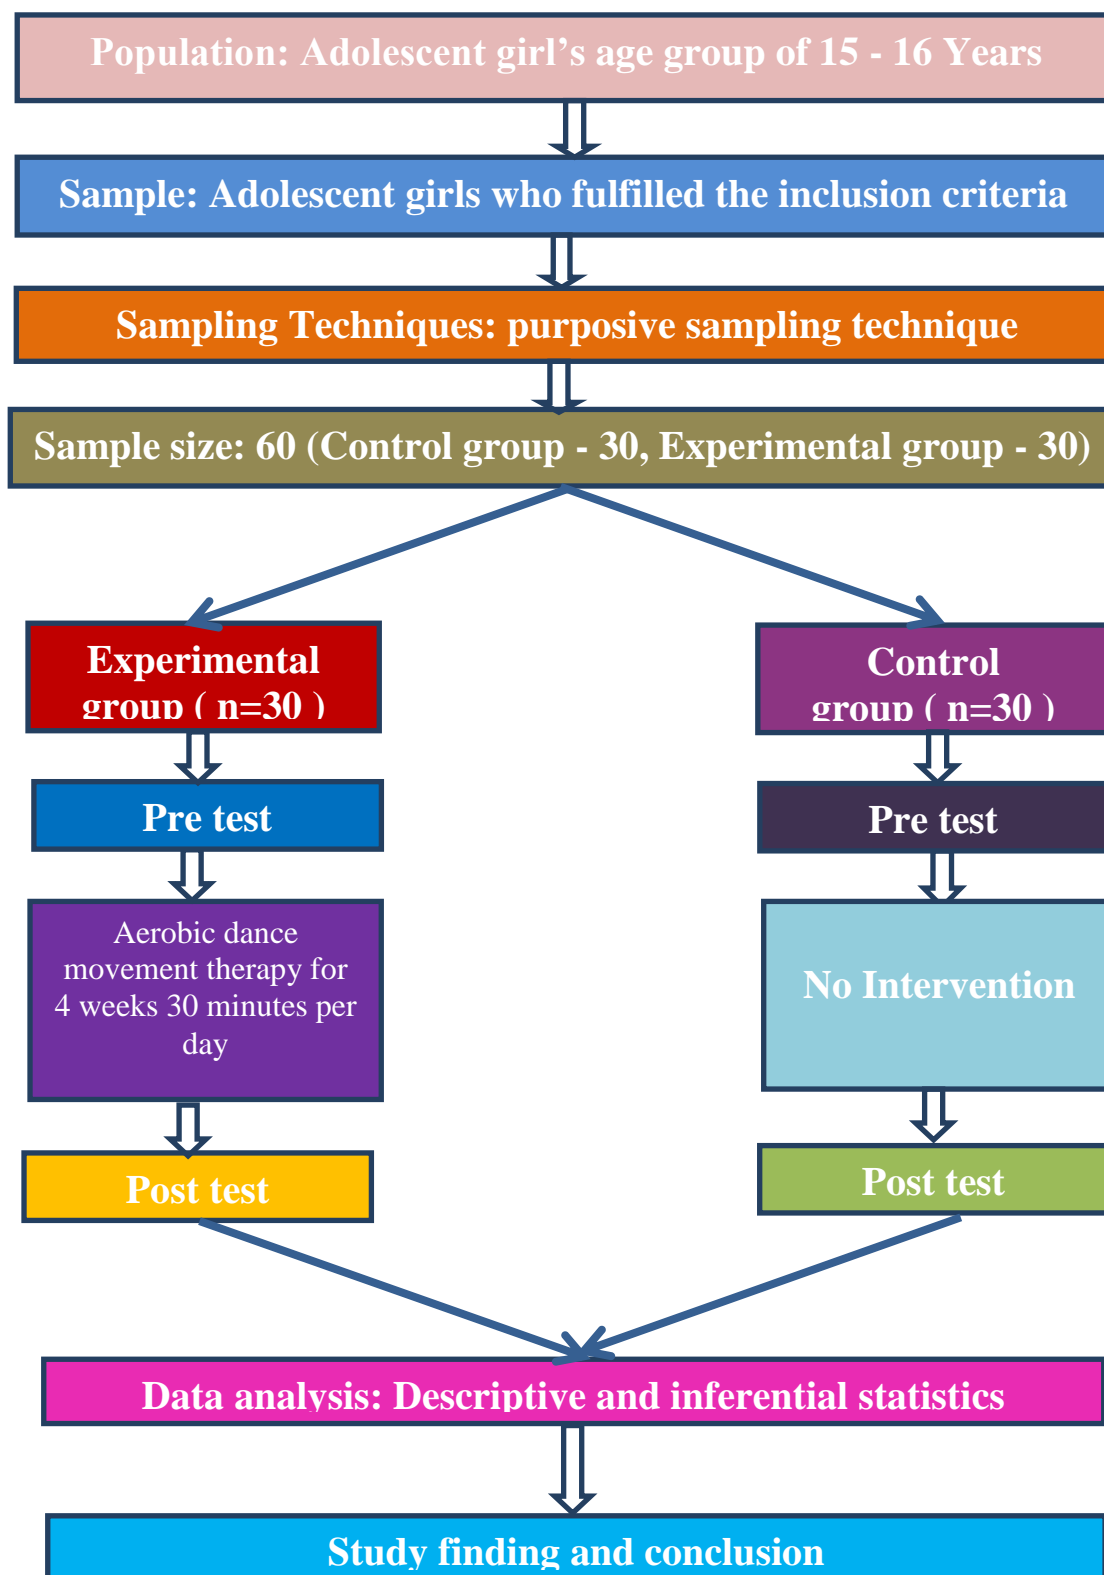 Population: Adolescent girl's age group of 15 - 16 Years
Sample: Adolescent girls who fulfilled the inclusion criteria
Sampling Techniques: purposive sampling technique
Sample size: 60 (Control group - 30, Experimental group - 30)
Experimental
group ( n=30 )
Control
group ( n=30 )
Pre test
Pre test
Aerobic dance
movement therapy for
4 weeks 30 minutes per
day
No Intervention
Post test
Post test
Data analysis: Descriptive and inferential statistics
Study finding and conclusion